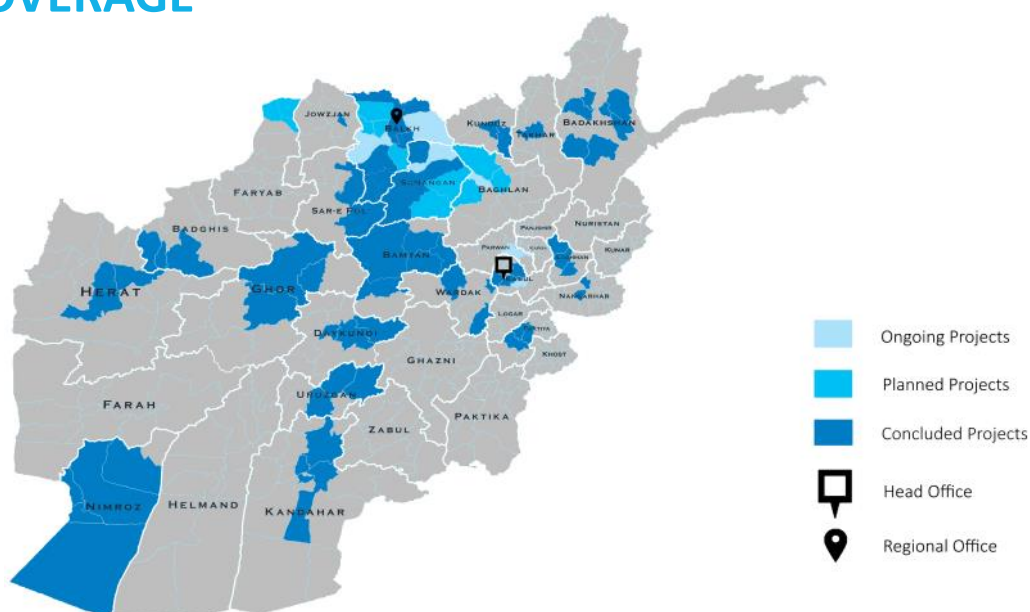 OVERAGE
JOWZJAN
BALKH
KUNDOZ
TAKHAR
BADAKHSHAN
FARYAB
SAMANGAN
BAGHLAN
SAR-E PUL
BADGHIS
PANJSHIR
NURISTAN
PARWAN
KUNAR
BAMYAN
HERAT
GHOR
WARDAK
KABUL
NANGARHAR
LOGAR
DAYKUNDI
PAKTIYA
KHOST
GHAZNI
URUZGAN
FARAH
PAKTIKA
ZABUL
NIMROZ
HELMAND
KANDAHAR
Ongoing Projects
Planned Projects
Concluded Projects
Head Office
Regional Office